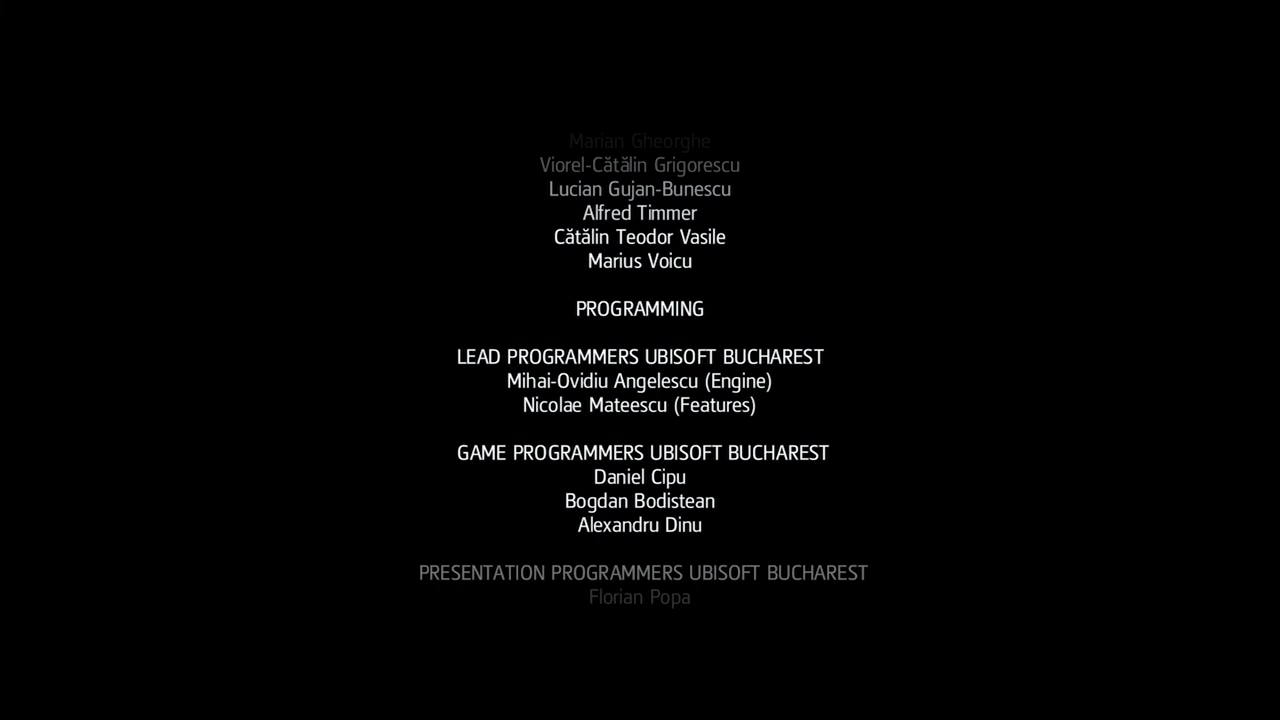 Marian Gheorghe
Viorel-Cătălin Grigorescu
Lucian Gujan-Bunescu
Alfred Timmer
Cătălin Teodor Vasile
Marius Voicu
PROGRAMMING
LEAD PROGRAMMERS UBISOFT BUCHAREST
Mihai-Ovidiu Angelescu (Engine)
Nicolae Mateescu (Features)
GAME PROGRAMMERS UBISOFT BUCHAREST
Daniel Cipu
Bogdan Bodistean
Alexandru Dinu
PRESENTATION PROGRAMMERS UBISOFT BUCHAREST
Florian Popa